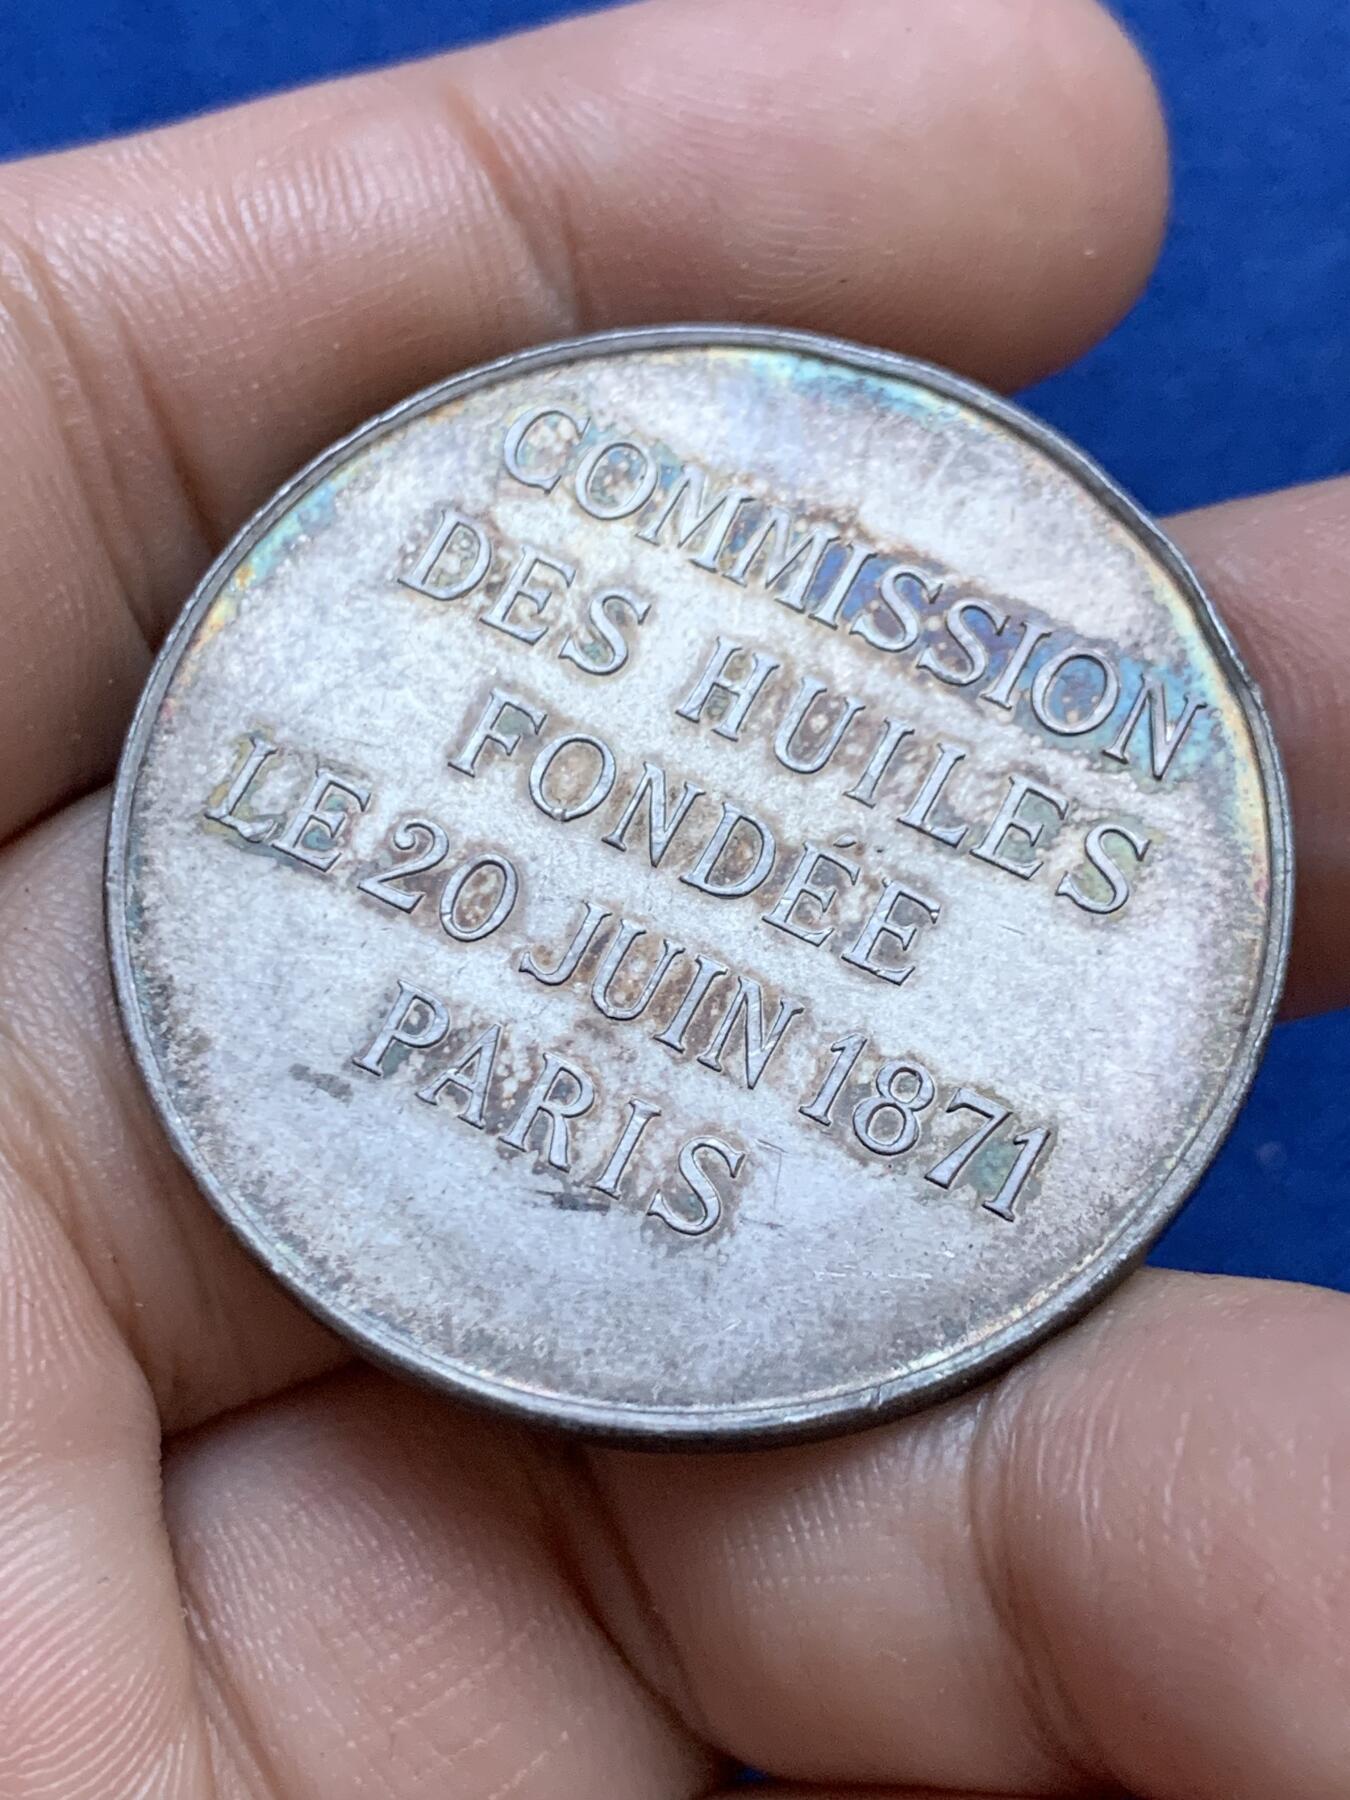 COMMISSION
DES HUILES
FONDÉE
LE 20 JUIN 1871
PARIS